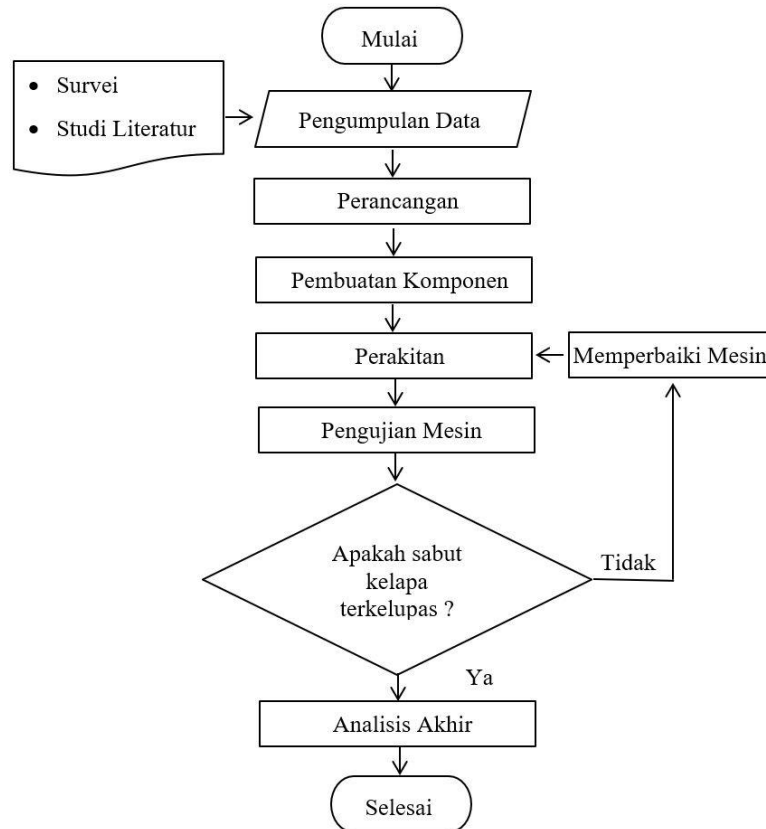 Mulai
• Survei
• Studi Literatur
Pengumpulan Data
Perancangan
Pembuatan Komponen
Perakitan
Memperbaiki Mesin
Pengujian Mesin
Apakah sabut
kelapa
terkelupas ?
Tidak
Ya
Analisis Akhir
Selesai